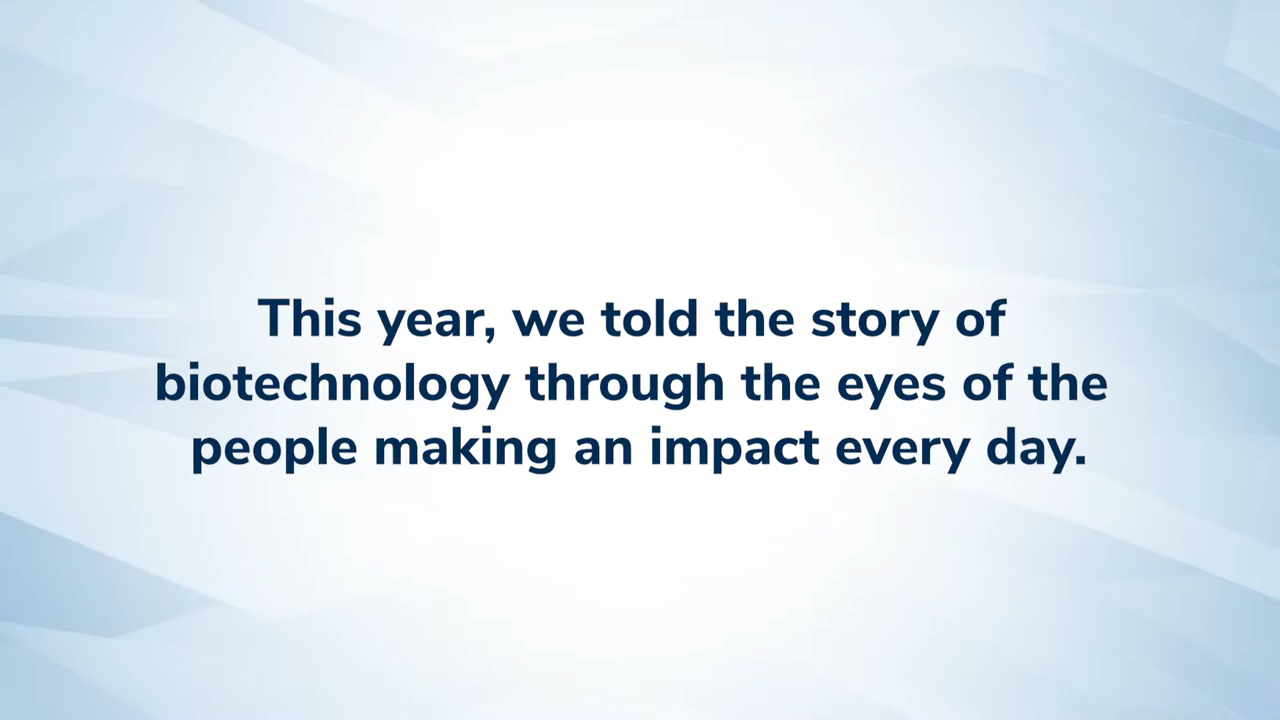 This year, we told the story of
biotechnology through the eyes of the
people making an impact every day.